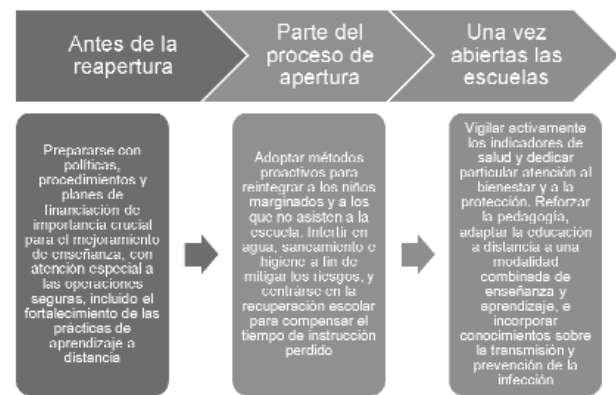 Antes de la
reapertura
Parte del
proceso de
apertura
Una vez
abiertas las
escuelas
Prepararse con
políticas,
procedimientos y
planes de
financiación de
importancia crucial
para el mejoramiento
de enseñanza, con
atención especial a
las operaciones
seguras, incluido el
fortalecimiento de las
prácticas de
aprendizaje a
distancia
Adoptar métodos
proactivos para
reintegrar a los niños
marginados y a los
que no asisten a la
escuela. Intertir en
agua, saneamiento e
higiene a fin de
mitigar los riesgos, y
centrarse en la
recuperación escolar
para compensar el
tiempo de instrucción
perdido
Vigilar activamente
los indicadores de
salud y dedicar
particular atención al
bienestar y a la
protección. Reforzar
la pedagogía,
adaptar la educación
a distancia a una
modalidad
combinada de
enseñanza y
aprendizaje, e
incorporar
conocimientos sobre
la transmisión y
prevención de la
infección